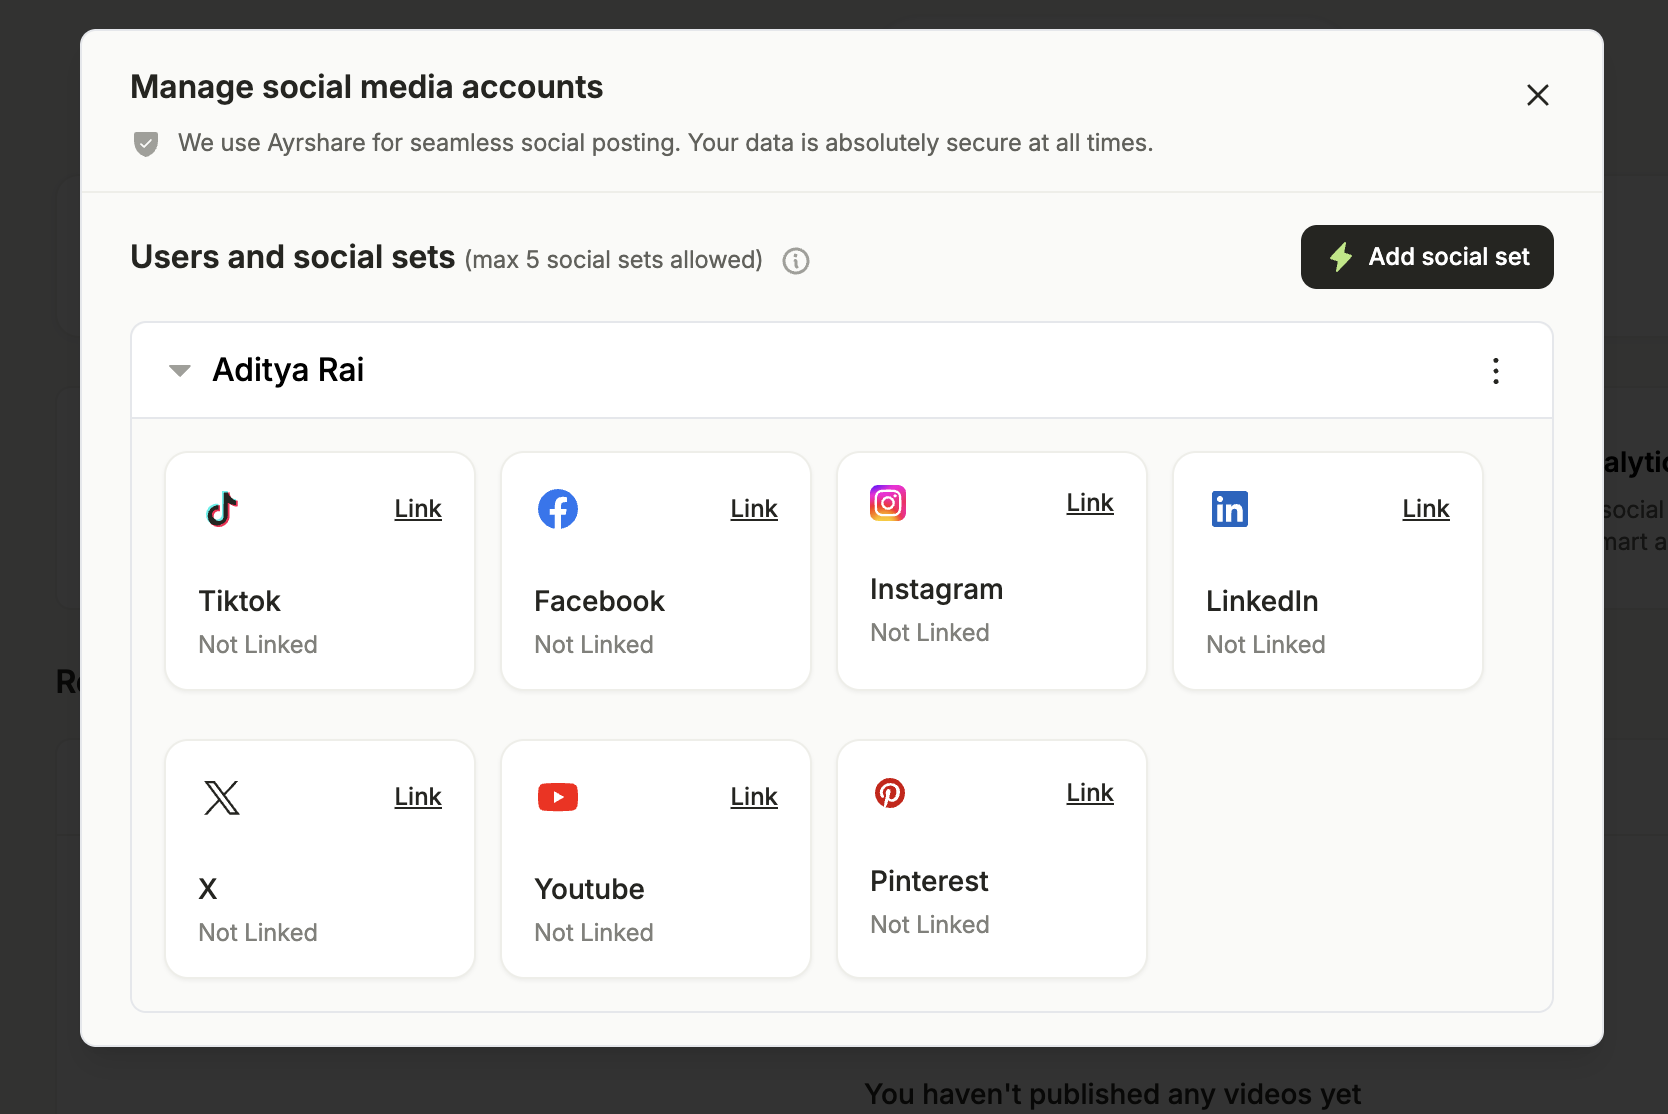 Manage social media accounts
We use Ayrshare for seamless social posting. Your data is absolutely secure at all times.
Users and social sets (max 5 social sets allowed)
Add social set
Aditya Rai
Link
Link
Link
Link
Tiktok
Facebook
Instagram
LinkedIn
Not Linked
Not Linked
Not Linked
Not Linked
Link
Link
Link
X
Youtube
Pinterest
Not Linked
Not Linked
Not Linked
social
You haven't published any videos yet